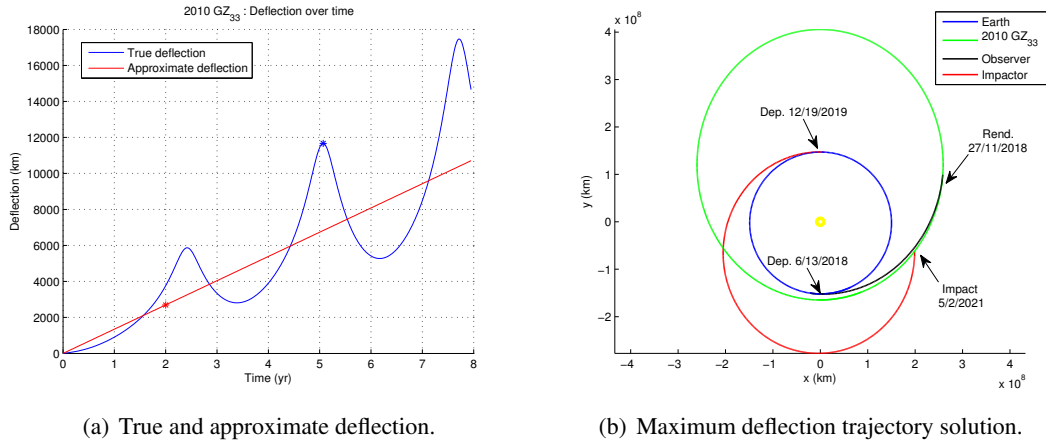 2010 GZ33 : Deflection over time
True deflection
Approximate deflection
18000
16000
14000
12000
10000
8000
6000
4000
2000
0
Deflection (km)
0 1 2 3 4 5 6 7 8
Time (yr)
(a) True and approximate deflection.
x 10^8
Earth
2010 GZ33
Observer
Impactor
4
3
2
1
0
−1
−2
y (km)
Dep. 12/19/2019
Rend.
27/11/2018
Dep. 6/13/2018
Impact
5/2/2021
−4 −3 −2 −1 0 1 2 3 4
x (km)
x 10^8
(b) Maximum deflection trajectory solution.